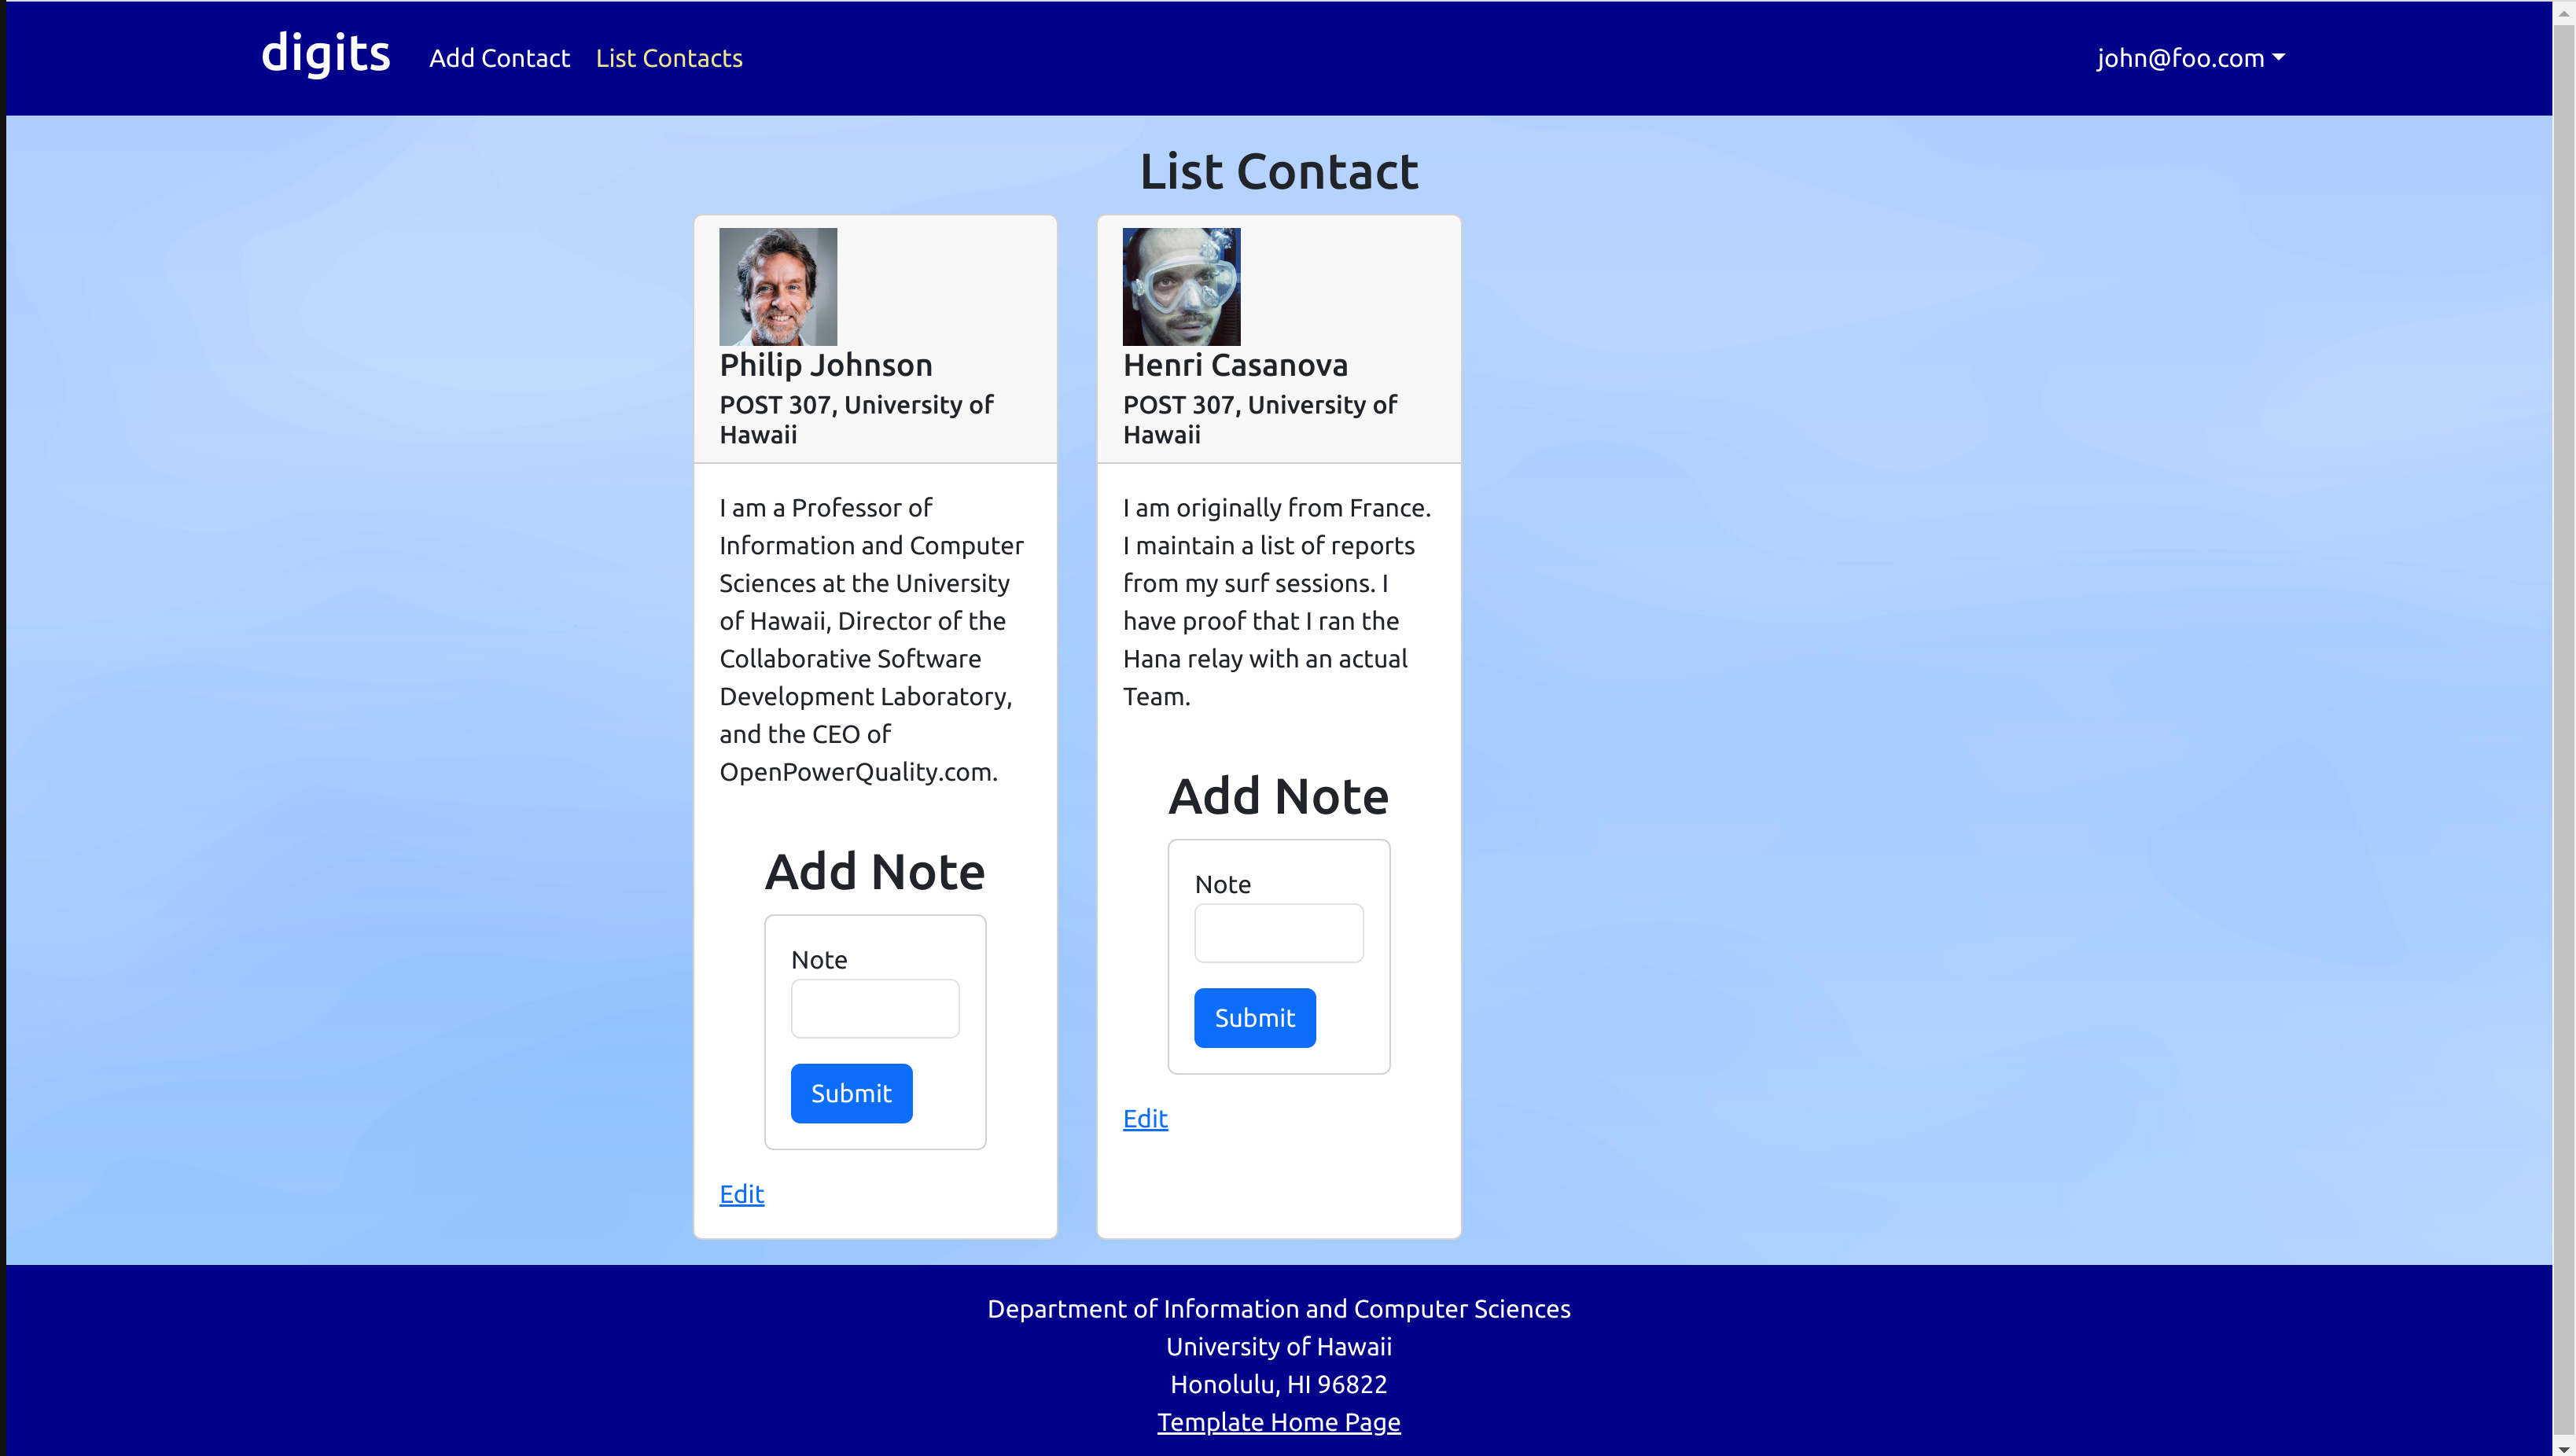 digits
Add Contact
List Contacts
john@foo.com
List Contact
Philip Johnson
POST 307, University of
Hawaii
I am a Professor of
Information and Computer
Sciences at the University
of Hawaii, Director of the
Collaborative Software
Development Laboratory,
and the CEO of
OpenPowerQuality.com.
Add Note
Note
Submit
Edit
Henri Casanova
POST 307, University of
Hawaii
I am originally from France.
I maintain a list of reports
from my surf sessions. I
have proof that I ran the
Hana relay with an actual
Team.
Add Note
Note
Submit
Edit
Department of Information and Computer Sciences
University of Hawaii
Honolulu, HI 96822
Template Home Page